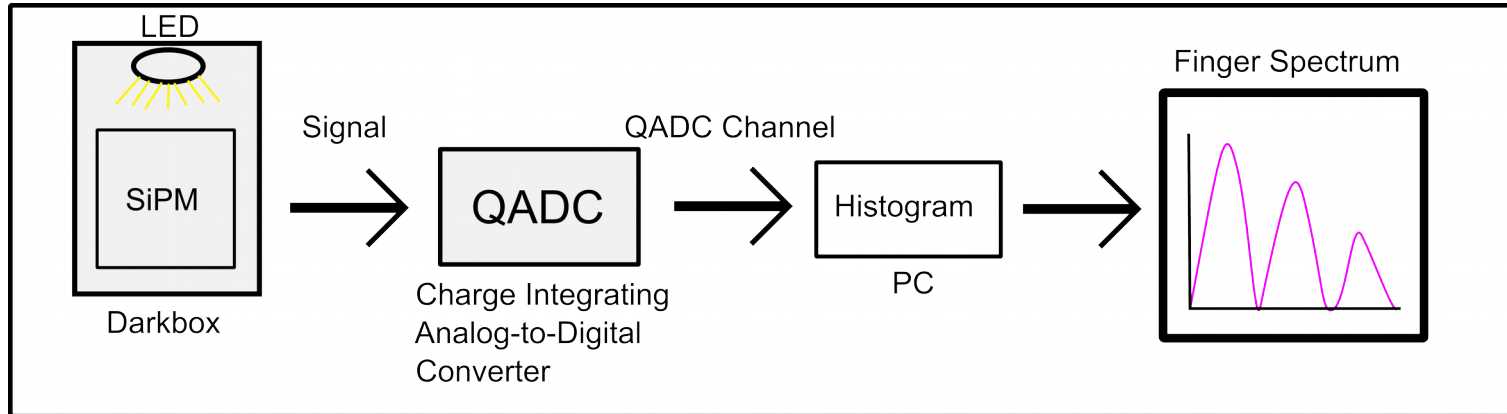 LED
SiPM
Darkbox
Signal
QADC
Charge Integrating
Analog-to-Digital
Converter
QADC Channel
Histogram
PC
Finger Spectrum